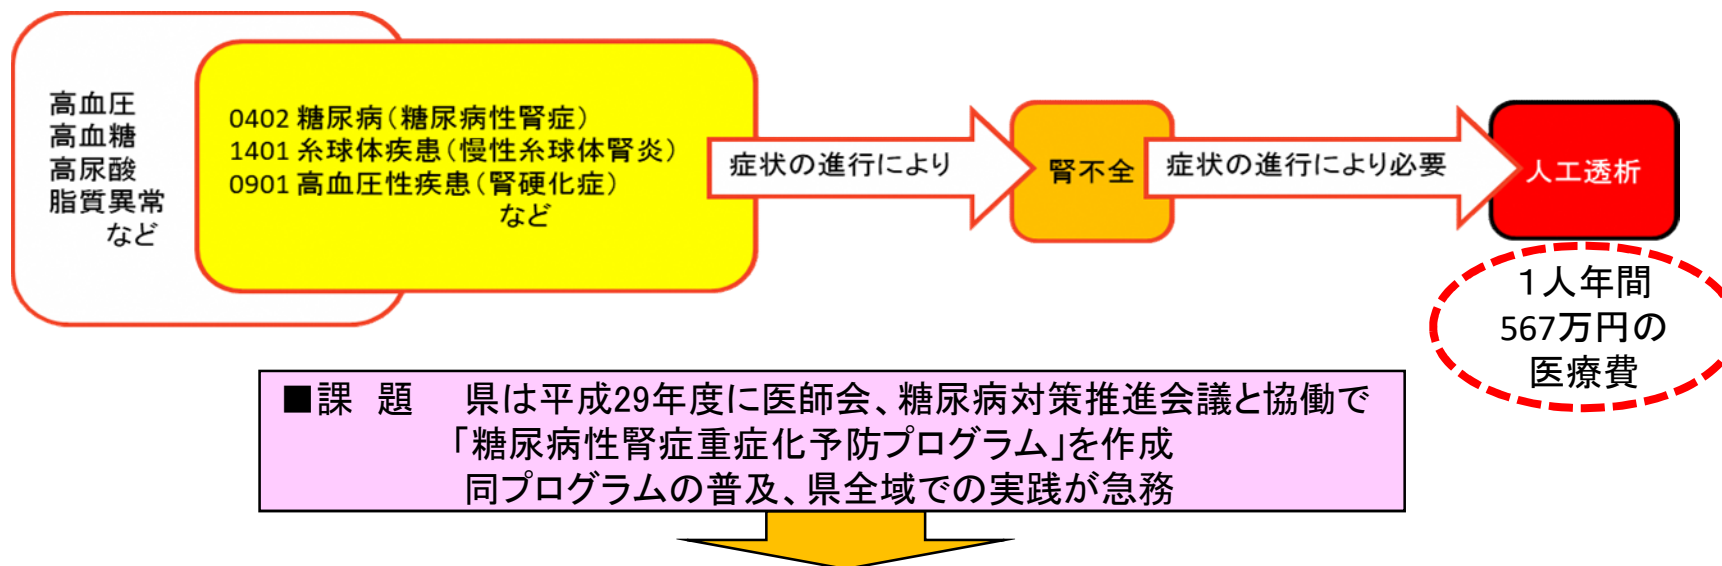 高血圧
高血糖
高尿酸
脂質異常
など
0402 糖尿病(糖尿病性腎症)
1401 糸球体疾患(慢性糸球体腎炎)
0901 高血圧性疾患(腎硬化症)
など
症状の進行により
腎不全
症状の進行により必要
人工透析
1人年間
567万円の
医療費
■課 題 県は平成29年度に医師会、糖尿病対策推進会議と協働で
「糖尿病性腎症重症化予防プログラム」を作成
同プログラムの普及、県全域での実践が急務